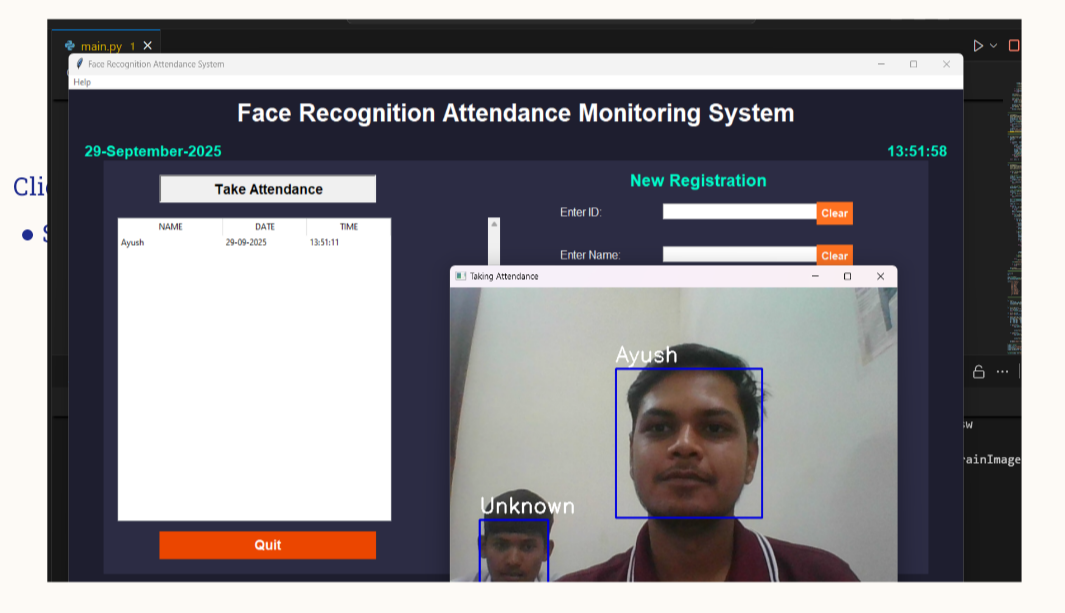 main.py 1
Face Recognition Attendance System
Help
Face Recognition Attendance Monitoring System
29-September-2025
13:51:58
Take Attendance
New Registration
NAME DATE TIME
Ayush 29-09-2025 13:51:11
Enter ID:
Clear
Enter Name:
Clear
Taking Attendance
Ayush
Unknown
Quit
Cli
ainImage